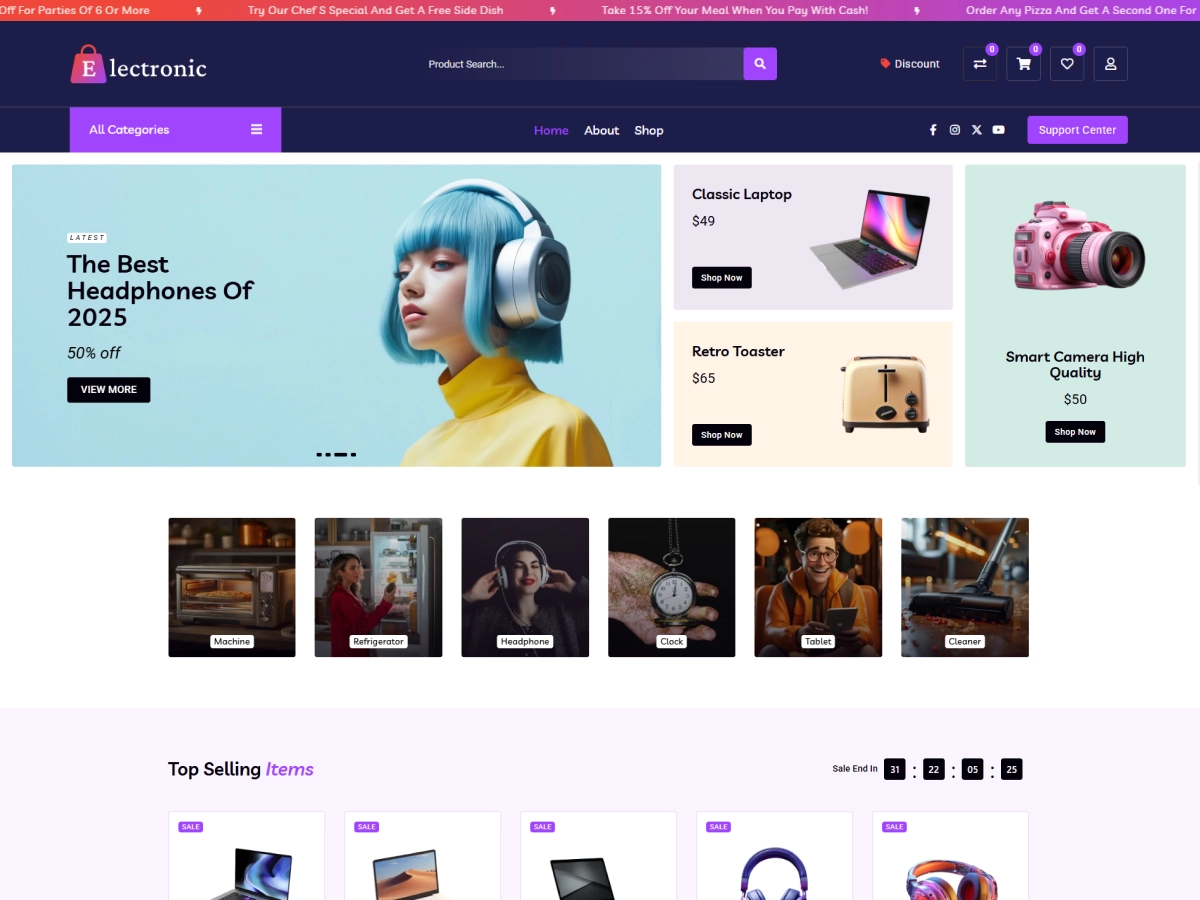 Off For Parties Of 6 Or More
Try Our Chef S Special And Get A Free Side Dish
Take 15% Off Your Meal When You Pay With Cash!
Order Any Pizza And Get A Second One For
Electronic
Product Search...
Discount
0
0
0
All Categories
Home
About
Shop
Support Center
LATEST
The Best
Headphones Of
2025
50% off
VIEW MORE
Classic Laptop
$49
Shop Now
Retro Toaster
$65
Shop Now
Smart Camera High
Quality
$50
Shop Now
Machine
Refrigerator
Headphone
Clock
Tablet
Cleaner
Top Selling Items
Sale End In 31 : 22 : 05 : 25
SALE
SALE
SALE
SALE
SALE